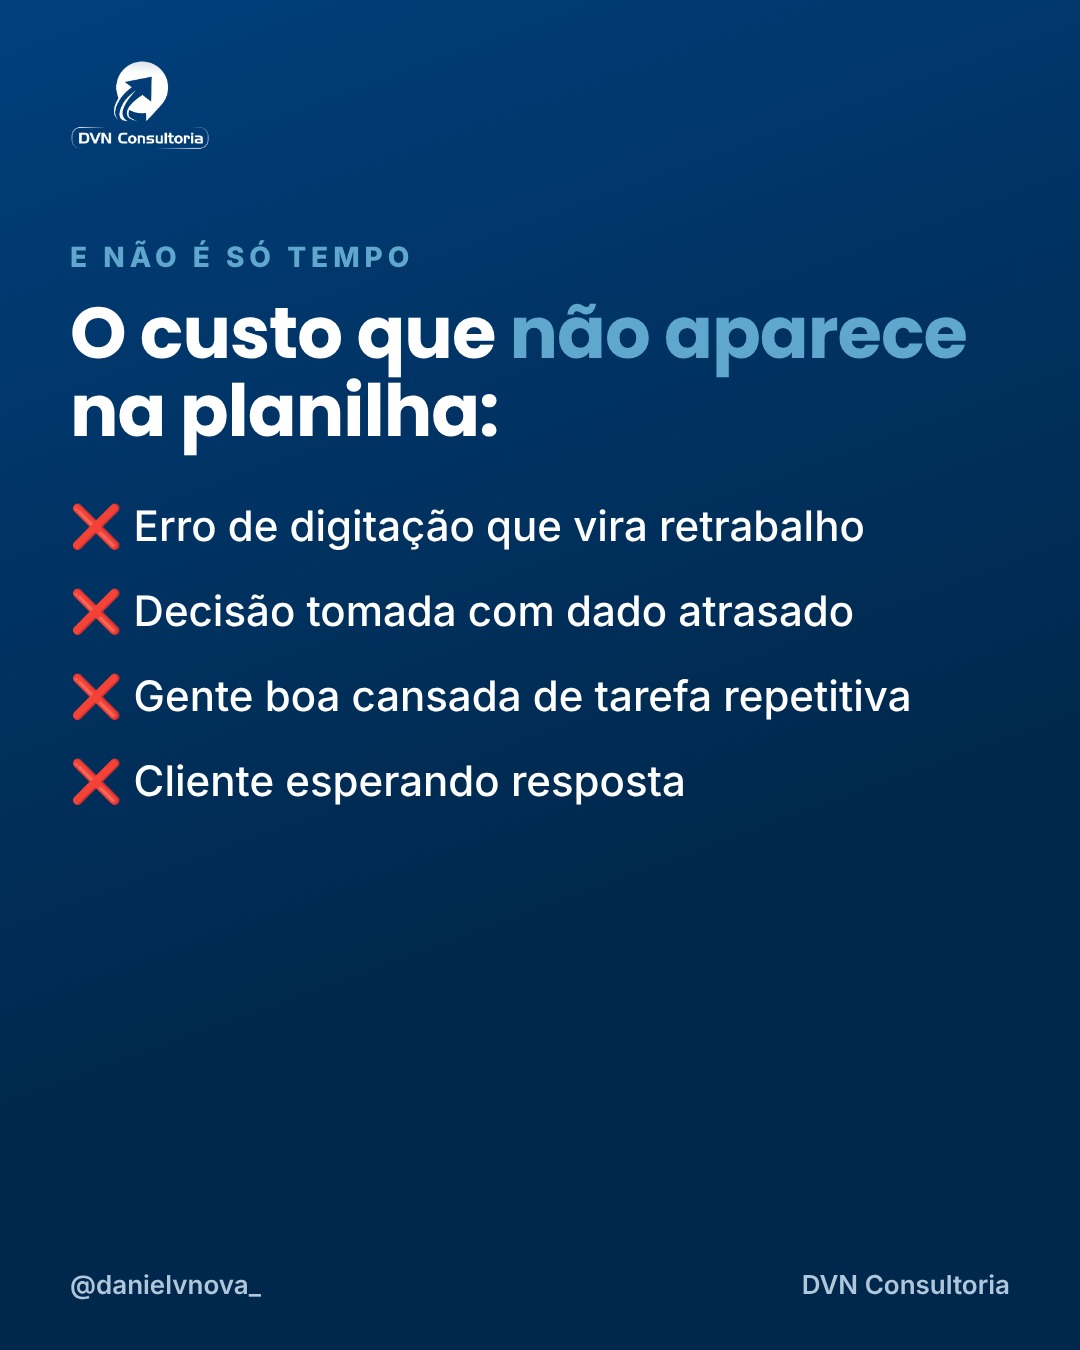 DVN Consultoria
E NÃO É SÓ TEMPO
O custo que não aparece
na planilha:
❌ Erro de digitação que vira retrabalho
❌ Decisão tomada com dado atrasado
❌ Gente boa cansada de tarefa repetitiva
❌ Cliente esperando resposta
@danielvnova_
DVN Consultoria